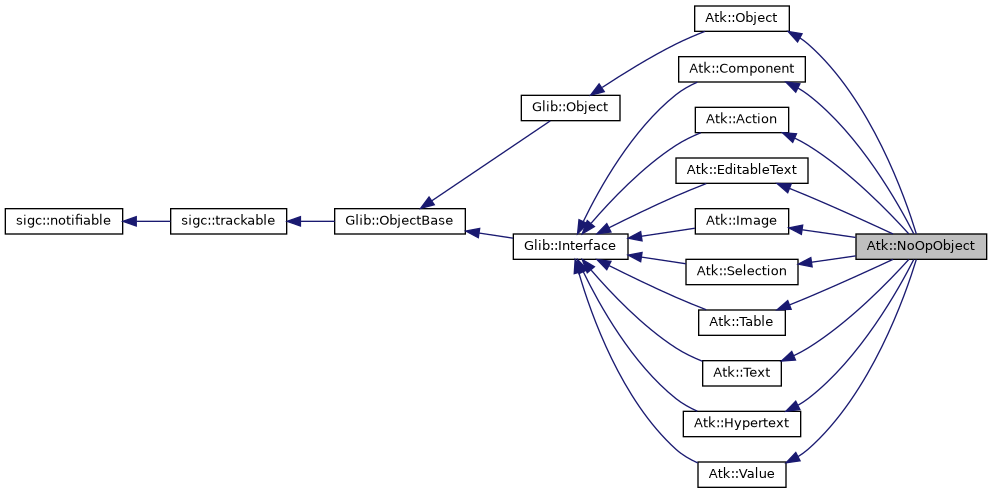 Atk::Object
Atk::Component
Glib::Object
Atk::Action
Atk::EditableText
sigc::notifiable
sigc::trackable
Glib::ObjectBase
Atk::Image
Glib::Interface
Atk::NoOpObject
Atk::Selection
Atk::Table
Atk::Text
Atk::Hypertext
Atk::Value